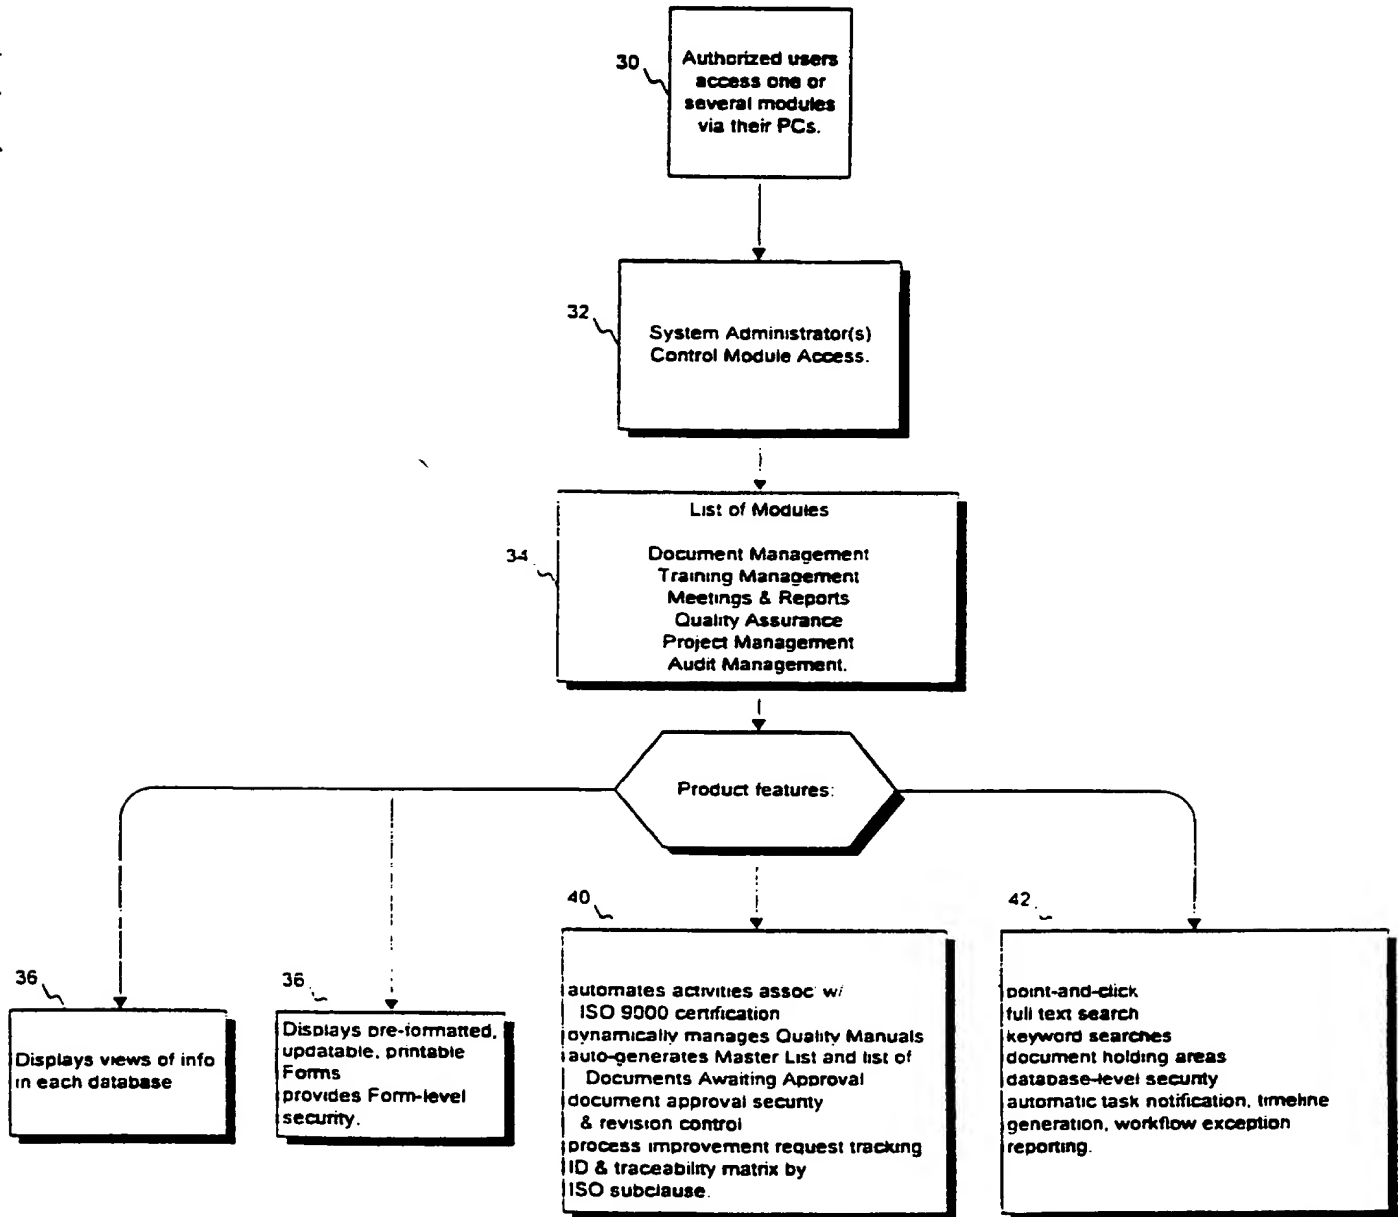 30
Authorized users
access one or
several modules
via their PCs.
32
System Administrator(s)
Control Module Access.
34
List of Modules
Document Management
Training Management
Meetings & Reports
Quality Assurance
Project Management
Audit Management.
Product features:
36
Displays views of info
in each database
36
Displays pre-formatted,
updatable, printable
Forms
provides Form-level
security.
40
automates activities assoc w/
ISO 9000 certification
dynamically manages Quality Manuals
auto-generates Master List and list of
Documents Awaiting Approval
document approval security
& revision control
process improvement request tracking
ID & traceability matrix by
ISO subclause.
42
point-and-click
full text search
keyword searches
document holding areas
database-level security
automatic task notification, timeline
generation, workflow exception
reporting.